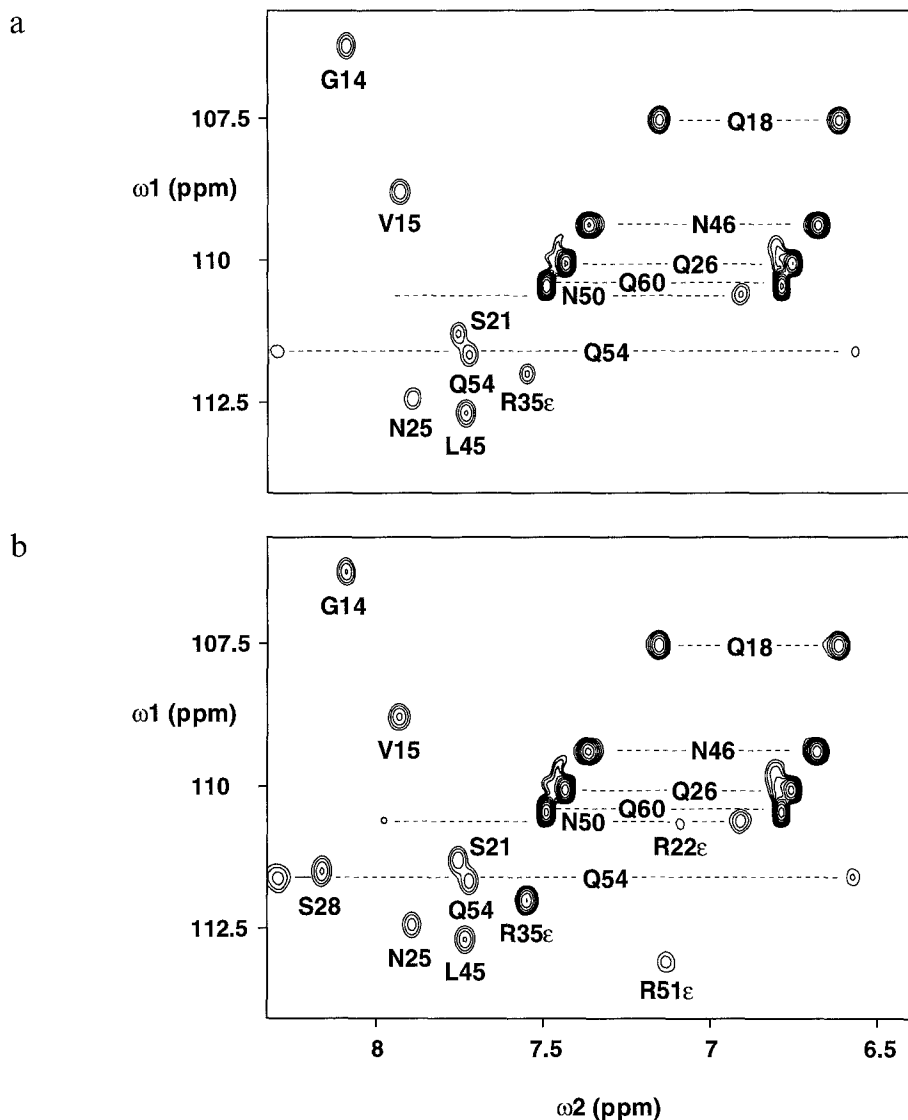 a
G14
107.5
Q18
ω1 (ppm)
V15
N46
110
Q26
Q60
N50
S21
Q54
Q54
R35ε
N25
112.5
L45
b
G14
107.5
Q18
ω1 (ppm)
V15
N46
110
Q26
Q60
N50
R22ε
S21
Q54
S28
Q54
R35ε
112.5
N25
L45
R51ε
8
7.5
7
6.5
ω2 (ppm)